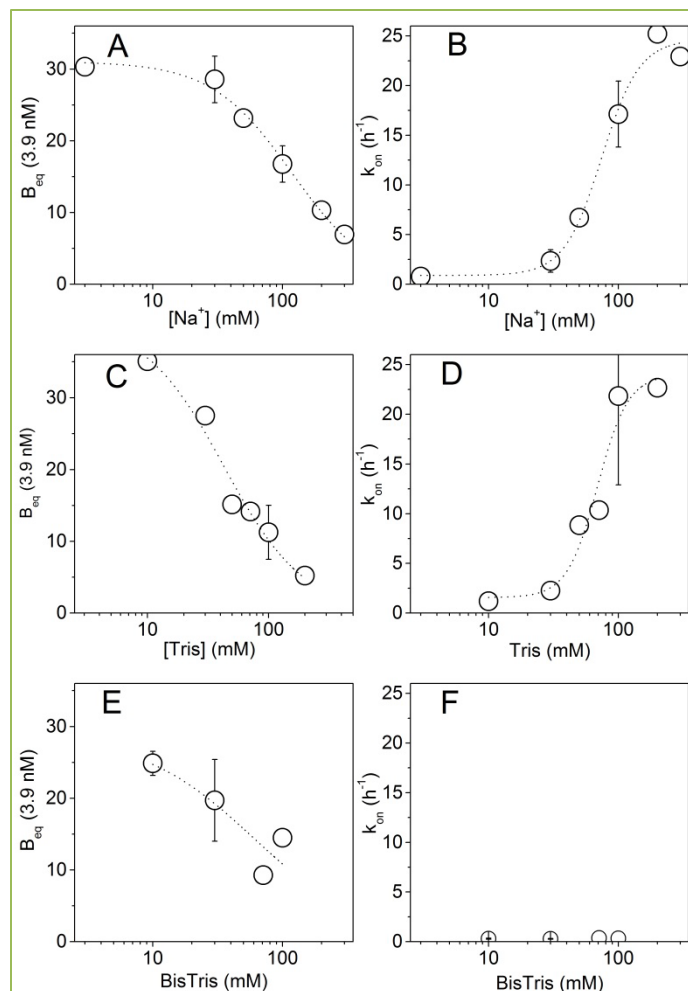 A
B_eq (3.9 nM)
30
20
10
0
10
100
[Na⁺] (mM)
B
k_on (h⁻¹)
25
20
15
10
5
0
10
100
[Na⁺] (mM)
C
B_eq (3.9 nM)
30
20
10
0
10
100
[Tris] (mM)
D
k_on (h⁻¹)
25
20
15
10
5
0
10
100
Tris (mM)
E
B_eq (3.9 nM)
30
20
10
0
10
100
BisTris (mM)
F
k_on (h⁻¹)
25
20
15
10
5
0
10
100
BisTris (mM)